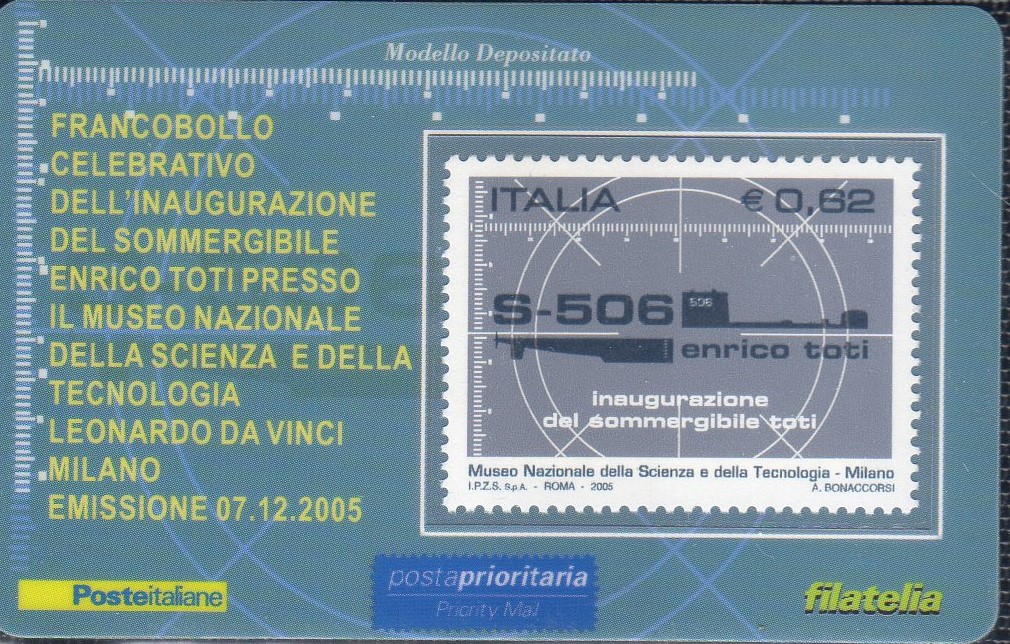 Modello Depositato
FRANCOBOLLO
CELEBRATIVO
DELL'INAUGURAZIONE
DEL SOMMERGIBILE
ENRICO TOTI PRESSO
IL MUSEO NAZIONALE
DELLA SCIENZA E DELLA
TECNOLOGIA
LEONARDO DA VINCI
MILANO
EMISSIONE 07.12.2005
ITALIA € 0,62
S-506 506
enrico toti
inaugurazione
del sommergibile toti
Museo Nazionale della Scienza e della Tecnologia - Milano
I.P.Z.S. S.p.A. - ROMA - 2005 A. BONACCORSI
Posteitaliane
postaprioritaria
Priority Mail
filatelia